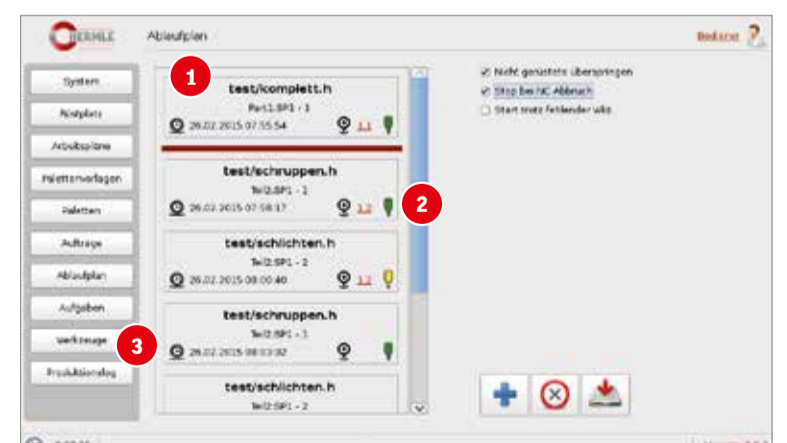 HERMLE
Ablaufplan
Bediener
System
Rüstplatz
Arbeitspläne
Palettenvorlagen
Paletten
Aufträge
Ablaufplan
Aufgaben
Werkzeuge
Produktionslog
1
test/komplett.h
Part1:SP1 - 1
26.02.2015 07:55:54
1.1
test/schruppen.h
Teil2:SP1 - 1
26.02.2015 07:58:17
1.2
2
test/schlichten.h
Teil2:SP1 - 2
26.02.2015 08:00:40
1.2
test/schruppen.h
Teil2:SP1 - 1
26.02.2015 08:03:02
3
test/schlichten.h
Teil2:SP1 - 2
Nicht gerüstete überspringen
Stop bei NC Abbruch
Start trotz fehlender Wkz